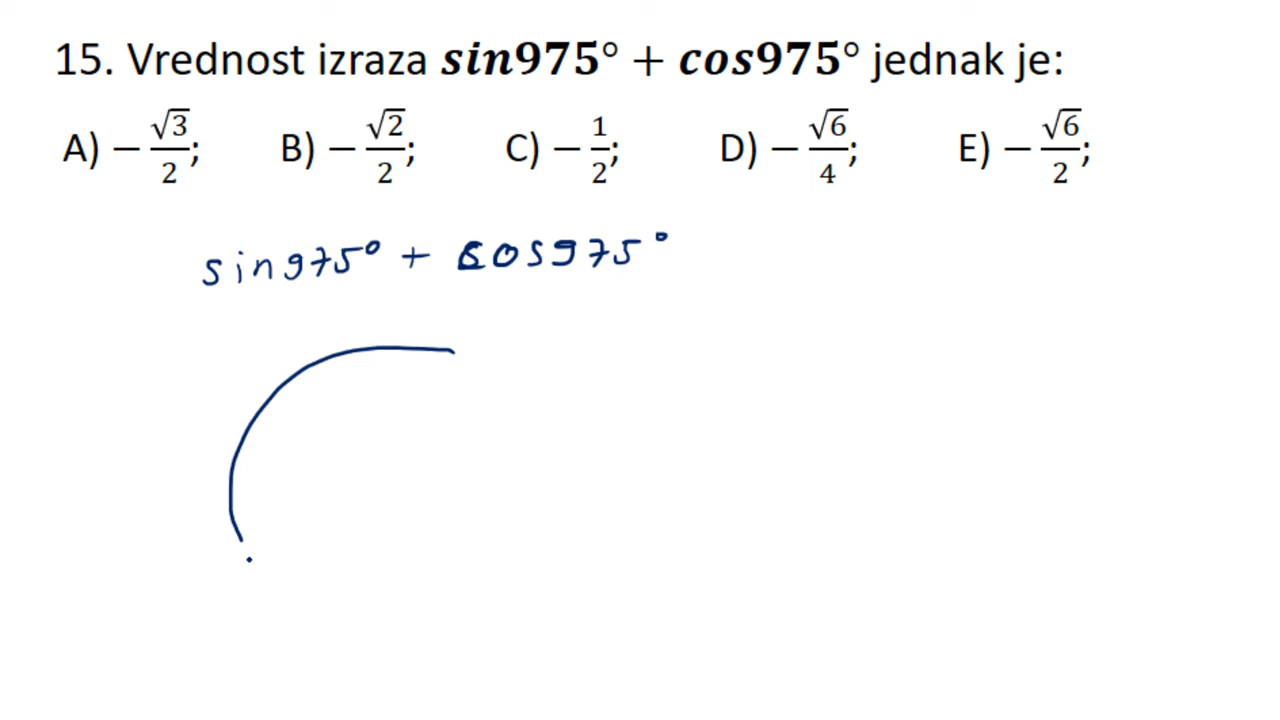 15. Vrednost izraza sin975° + cos975° jednak je:
A) −√3/2; B) −√2/2; C) −1/2; D) −√6/4; E) −√6/2;
sin975° + cos975°